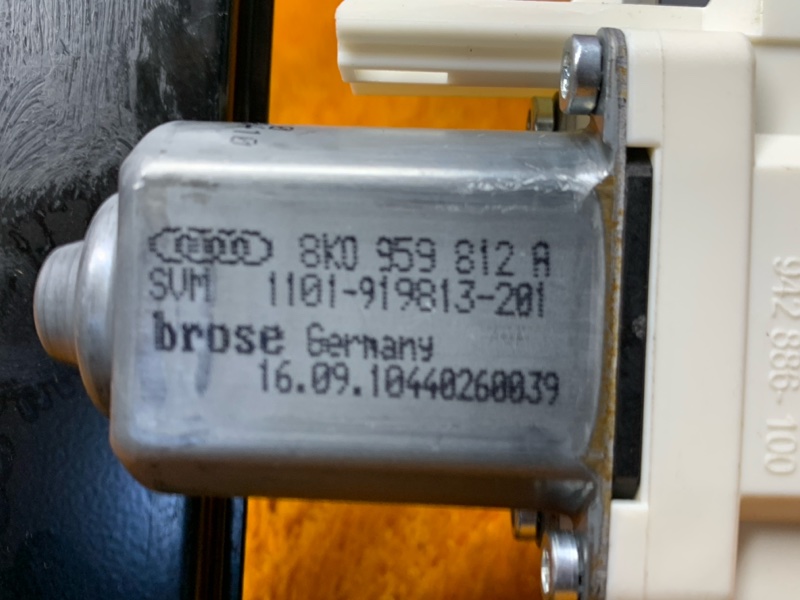 8K0 959 812 A
SVM 1101-919813-201
brose Germany
16.09.10440260039
942 886-100